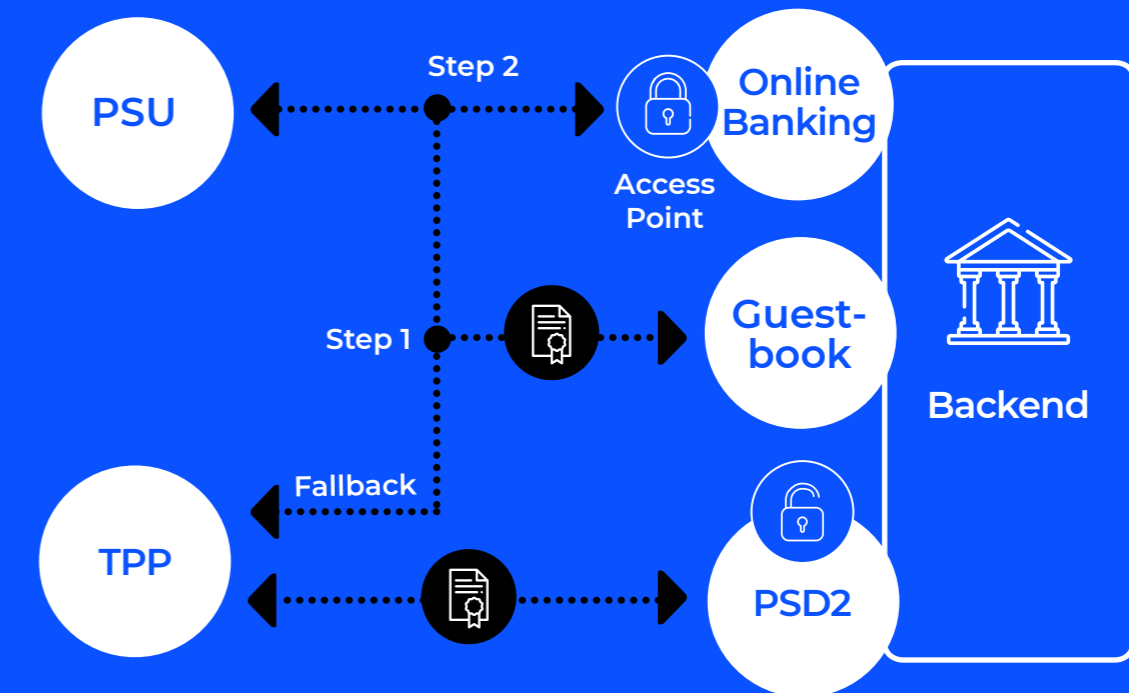 Step 2
PSU
Online
Banking
Access
Point
Guest-
book
Step 1
Backend
Fallback
TPP
PSD2